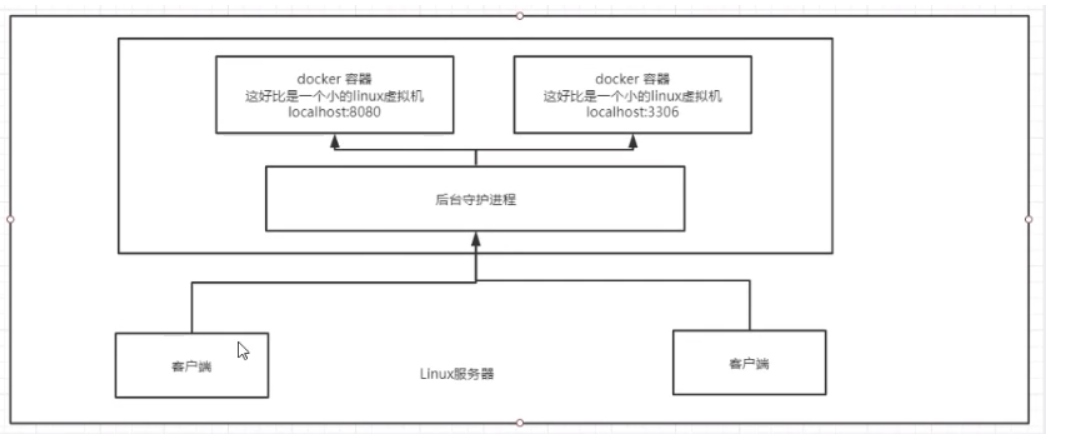 docker 容器
这好比是一个小的linux虚拟机
localhost:8080
docker 容器
这好比是一个小的linux虚拟机
localhost:3306
后台守护进程
客户端
Linux服务器
客户端